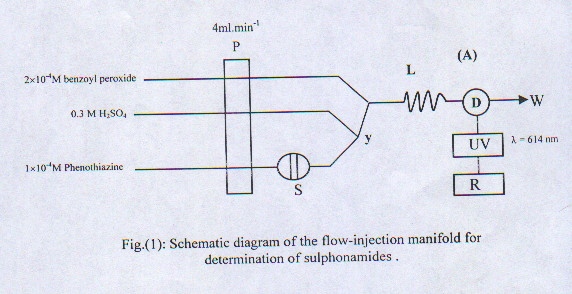 4ml.min⁻¹
P
(A)
L
2×10⁻⁴M benzoyl peroxide
D
W
0.3 M H₂SO₄
y
UV
λ = 614 nm
1×10⁻⁴M Phenothiazine
S
R
Fig.(1): Schematic diagram of the flow-injection manifold for
determination of sulphonamides .